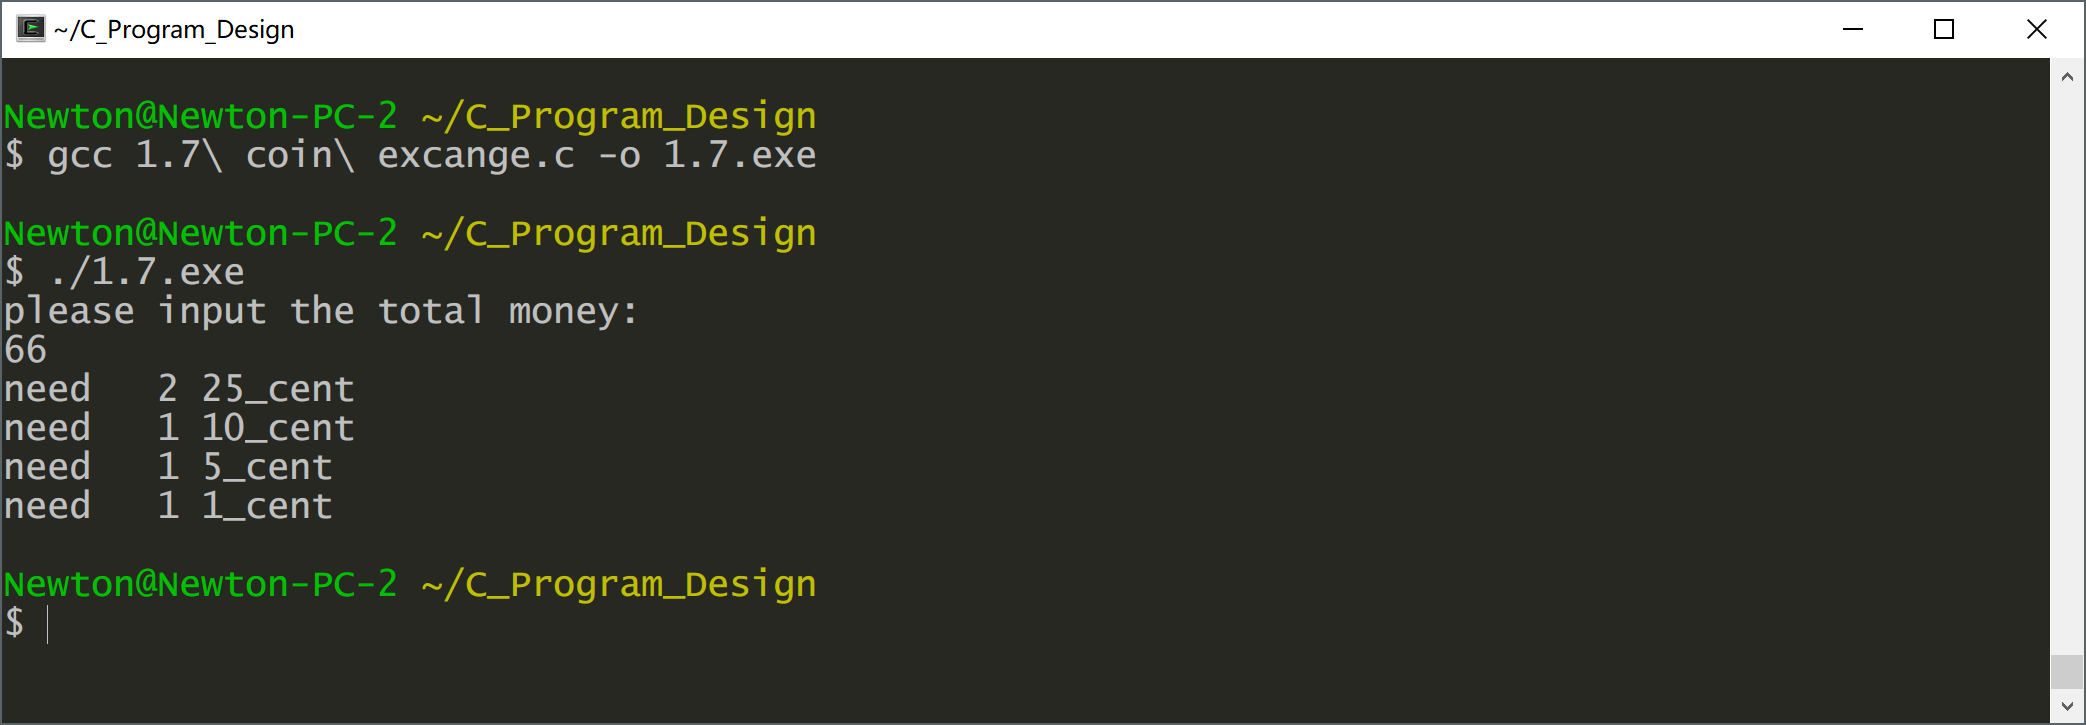 ~/C_Program_Design
Newton@Newton-PC-2 ~/C_Program_Design
$ gcc 1.7\ coin\ excange.c -o 1.7.exe
Newton@Newton-PC-2 ~/C_Program_Design
$ ./1.7.exe
please input the total money:
66
need   2 25_cent
need   1 10_cent
need   1 5_cent
need   1 1_cent
Newton@Newton-PC-2 ~/C_Program_Design
$